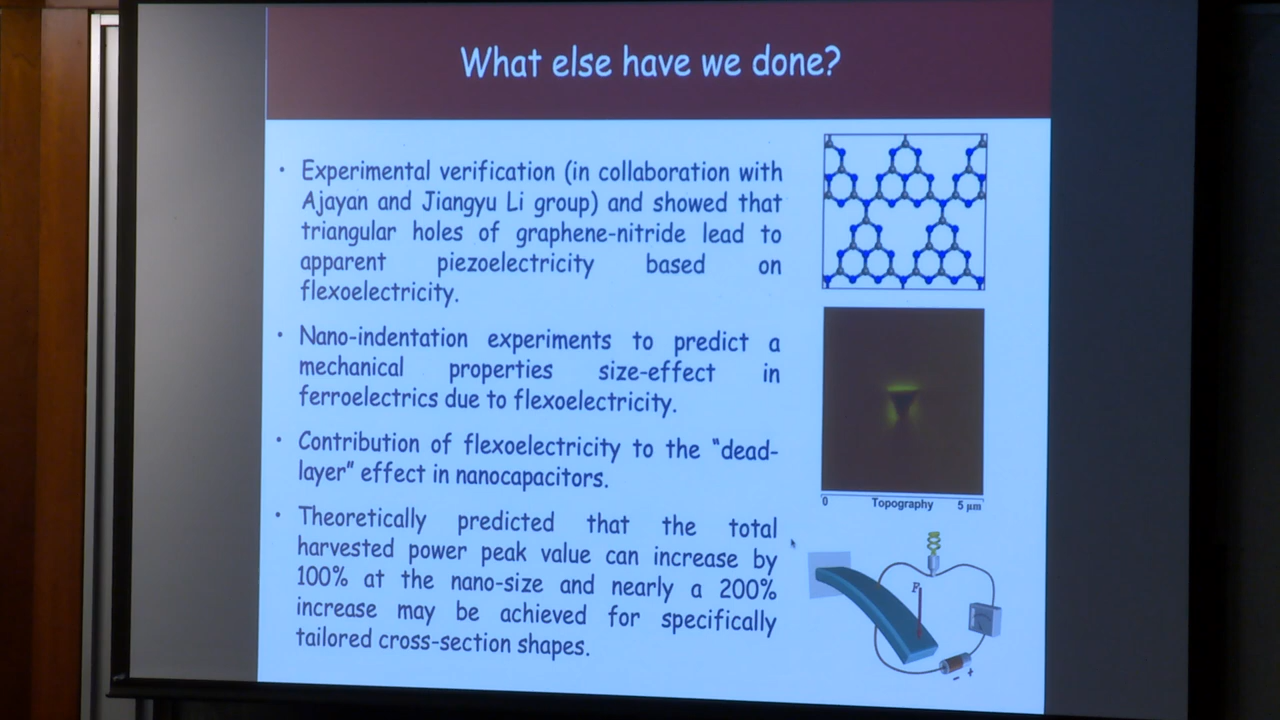 What else have we done?
• Experimental verification (in collaboration with
Ajayan and Jiangyu Li group) and showed that
triangular holes of graphene-nitride lead to
apparent piezoelectricity based on
flexoelectricity.
• Nano-indentation experiments to predict a
mechanical properties size-effect in
ferroelectrics due to flexoelectricity.
• Contribution of flexoelectricity to the "dead-
layer" effect in nanocapacitors.
• Theoretically predicted that the total
harvested power peak value can increase by
100% at the nano-size and nearly a 200%
increase may be achieved for specifically
tailored cross-section shapes.
0 Topography 5 μm
P
- +